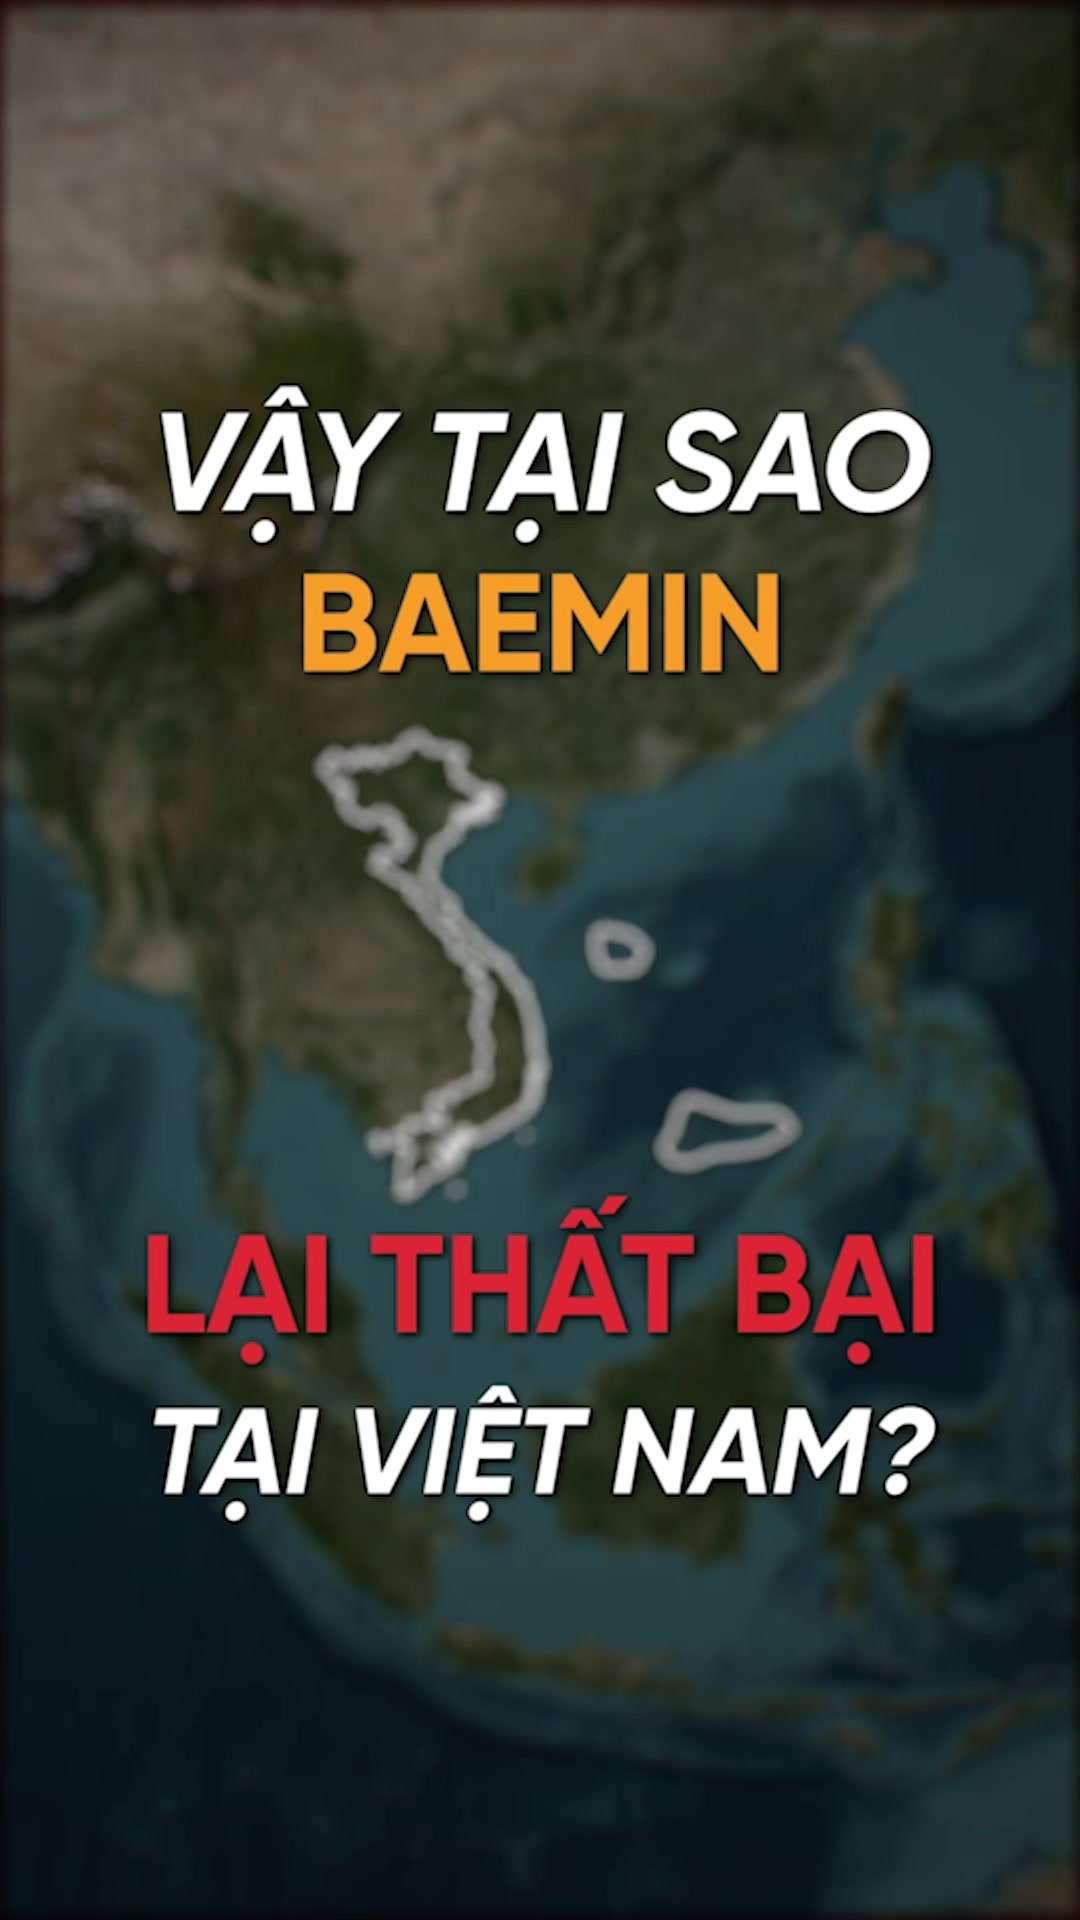 VẬY TẠI SAO
BAEMIN
LẠI THẤT BẠI
TẠI VIỆT NAM?